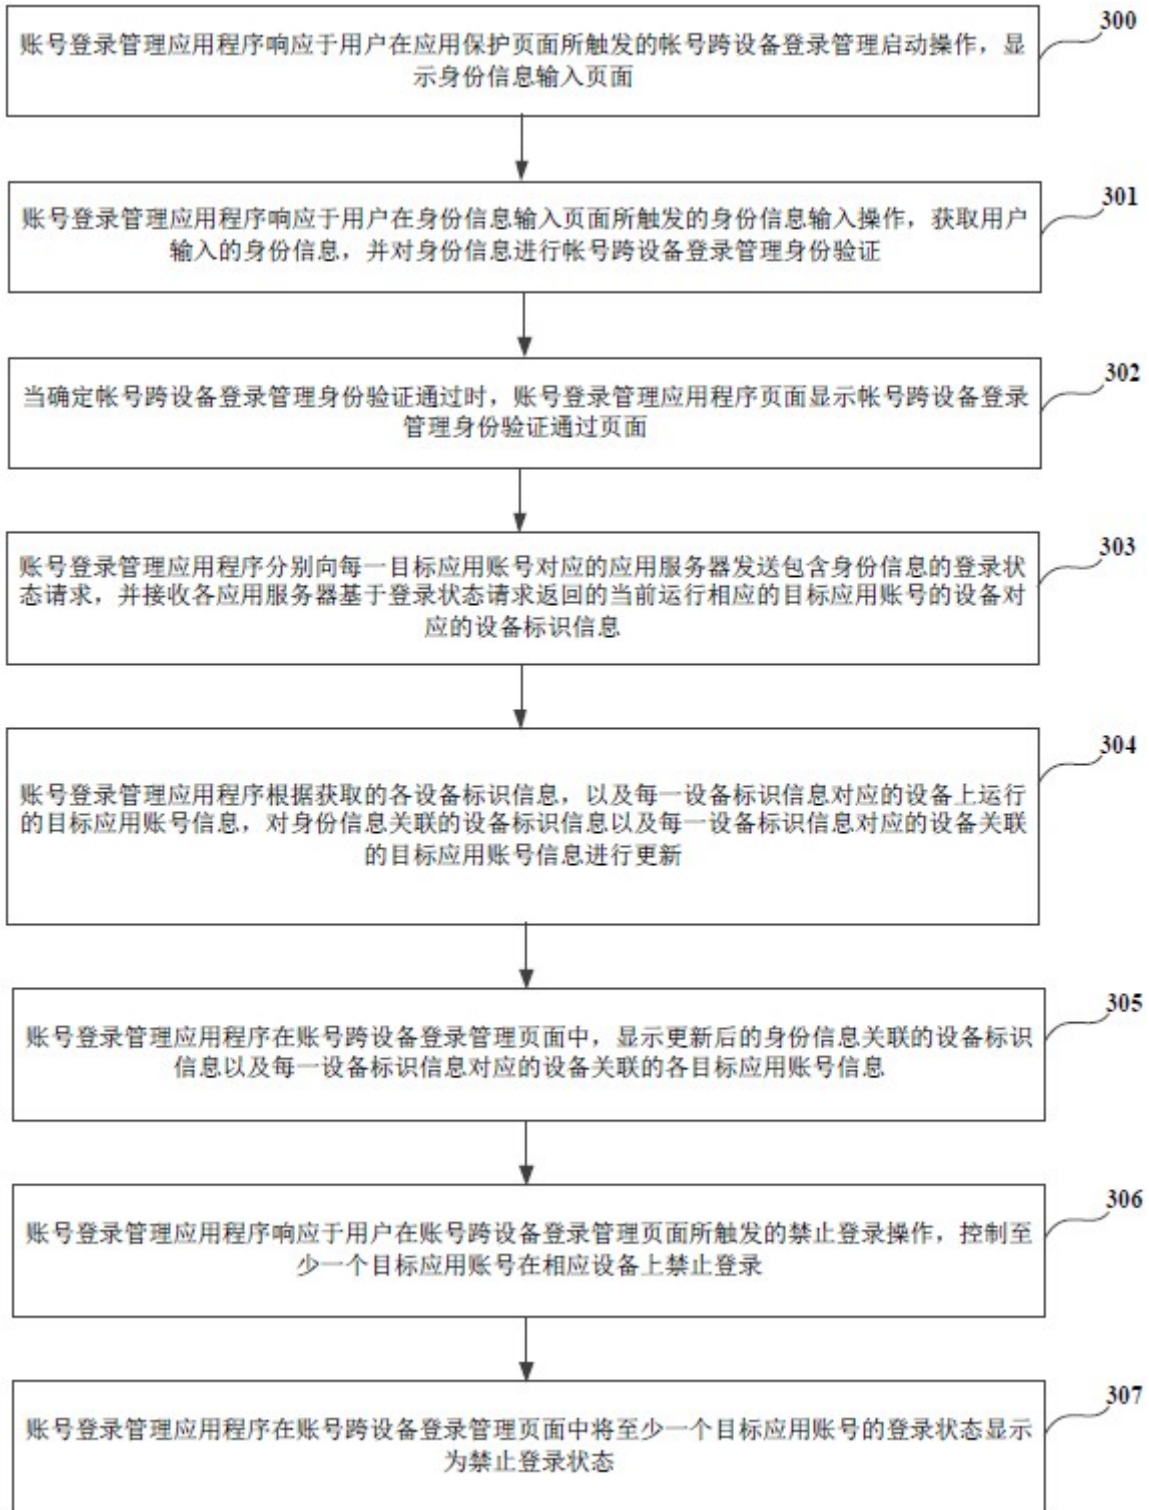 账号登录管理应用程序响应于用户在应用保护页面所触发的帐号跨设备登录管理启动操作，显
示身份信息输入页面
300
账号登录管理应用程序响应于用户在身份信息输入页面所触发的身份信息输入操作，获取用户
输入的身份信息，并对身份信息进行帐号跨设备登录管理身份验证
301
当确定帐号跨设备登录管理身份验证通过时，账号登录管理应用程序页面显示帐号跨设备登录
管理身份验证通过页面
302
账号登录管理应用程序分别向每一目标应用账号对应的应用服务器发送包含身份信息的登录状
态请求，并接收各应用服务器基于登录状态请求返回的当前运行相应的目标应用账号的设备对
应的设备标识信息
303
账号登录管理应用程序根据获取的各设备标识信息，以及每一设备标识信息对应的设备上运行
的目标应用账号信息，对身份信息关联的设备标识信息以及每一设备标识信息对应的设备关联
的目标应用账号信息进行更新
304
账号登录管理应用程序在账号跨设备登录管理页面中，显示更新后的身份信息关联的设备标识
信息以及每一设备标识信息对应的设备关联的各目标应用账号信息
305
账号登录管理应用程序响应于用户在账号跨设备登录管理页面所触发的禁止登录操作，控制至
少一个目标应用账号在相应设备上禁止登录
306
账号登录管理应用程序在账号跨设备登录管理页面中将至少一个目标应用账号的登录状态显示
为禁止登录状态
307